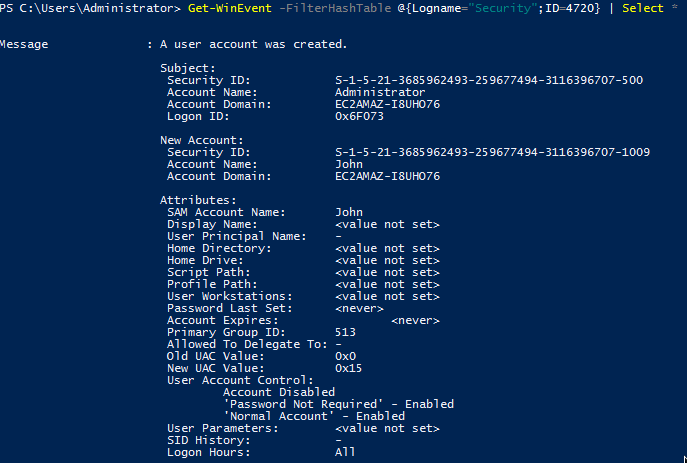 PS C:\Users\Administrator> Get-WinEvent -FilterHashTable @{Logname="Security";ID=4720} | Select *
Message : A user account was created.
Subject:
Security ID: S-1-5-21-3685962493-259677494-3116396707-500
Account Name: Administrator
Account Domain: EC2AMAZ-I8UHO76
Logon ID: 0x6F073
New Account:
Security ID: S-1-5-21-3685962493-259677494-3116396707-1009
Account Name: John
Account Domain: EC2AMAZ-I8UHO76
Attributes:
SAM Account Name: John
Display Name: <value not set>
User Principal Name: -
Home Directory: <value not set>
Home Drive: <value not set>
Script Path: <value not set>
Profile Path: <value not set>
User Workstations: <value not set>
Password Last Set: <never>
Account Expires: <never>
Primary Group ID: 513
Allowed To Delegate To: -
Old UAC Value: 0x0
New UAC Value: 0x15
User Account Control:
Account Disabled
'Password Not Required' - Enabled
'Normal Account' - Enabled
User Parameters: <value not set>
SID History: -
Logon Hours: All